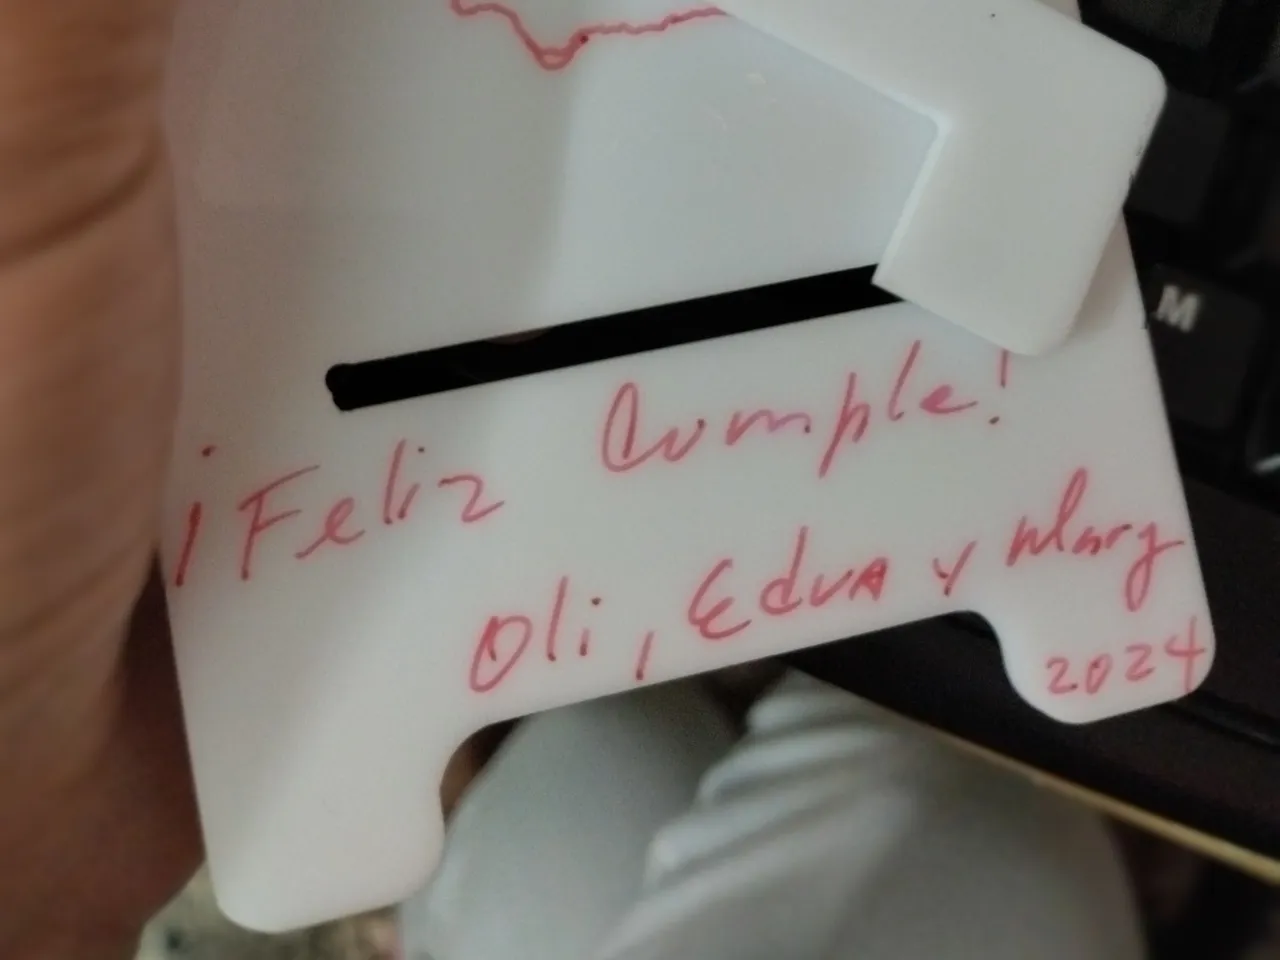 ¡Feliz Cumple!
Oli, Edua y Mary
2024
M